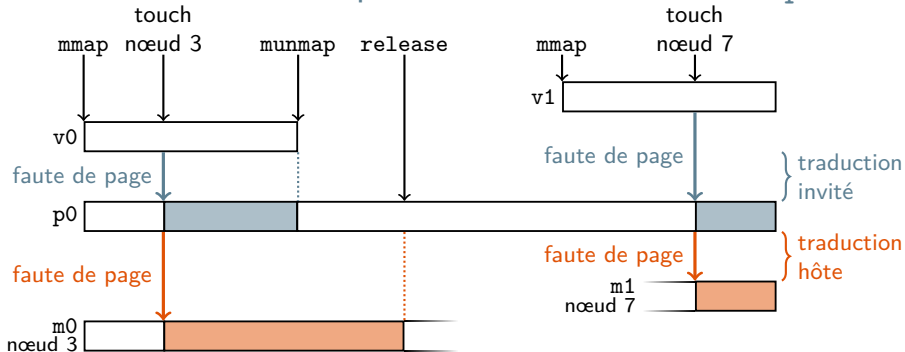 touch
mmap nœud 3 munmap release
touch
mmap nœud 7
v1
v0
faute de page
faute de page
traduction
invité
p0
faute de page
faute de page
traduction
hôte
m1
nœud 7
m0
nœud 3